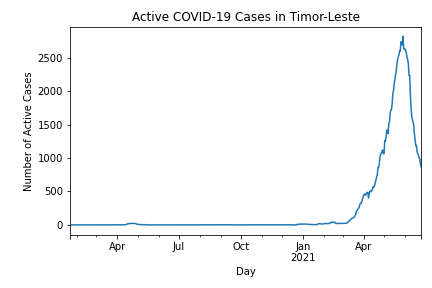 Active COVID-19 Cases in Timor-Leste
Number of Active Cases
2500
2000
1500
1000
500
0
Apr
Jul
Oct
Jan
2021
Apr
Day